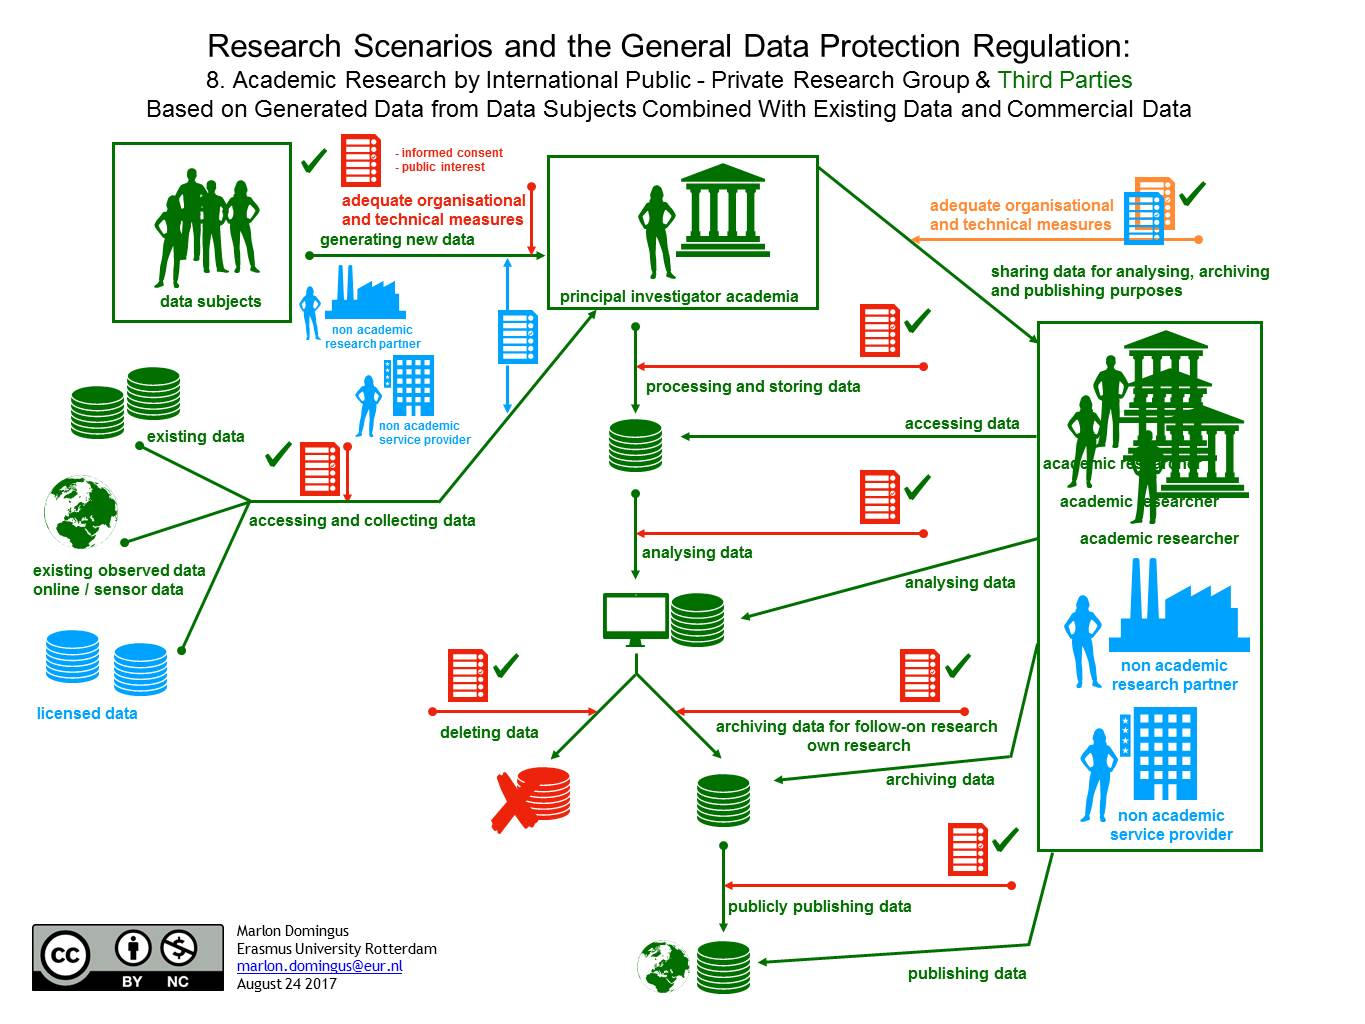 Research Scenarios and the General Data Protection Regulation:
8. Academic Research by International Public - Private Research Group & Third Parties
Based on Generated Data from Data Subjects Combined With Existing Data and Commercial Data
- informed consent
- public interest
adequate organisational
and technical measures
generating new data
data subjects
non academic
research partner
non academic
service provider
principal investigator academia
adequate organisational
and technical measures
sharing data for analysing, archiving
and publishing purposes
processing and storing data
existing data
accessing and collecting data
existing observed data
online / sensor data
licensed data
accessing data
academic researcher
academic researcher
academic researcher
analysing data
analysing data
non academic
research partner
deleting data
archiving data for follow-on research
own research
archiving data
non academic
service provider
publicly publishing data
publishing data
cc
BY NC
Marlon Domingus
Erasmus University Rotterdam
marlon.domingus@eur.nl
August 24 2017